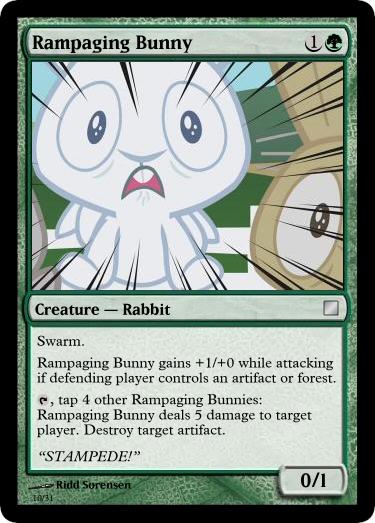 Rampaging Bunny 1
Creature — Rabbit
Swarm.
Rampaging Bunny gains +1/+0 while attacking
if defending player controls an artifact or forest.
, tap 4 other Rampaging Bunnies:
Rampaging Bunny deals 5 damage to target
player. Destroy target artifact.
“STAMPEDE!”
0/1
Ridd Sorensen
10/31